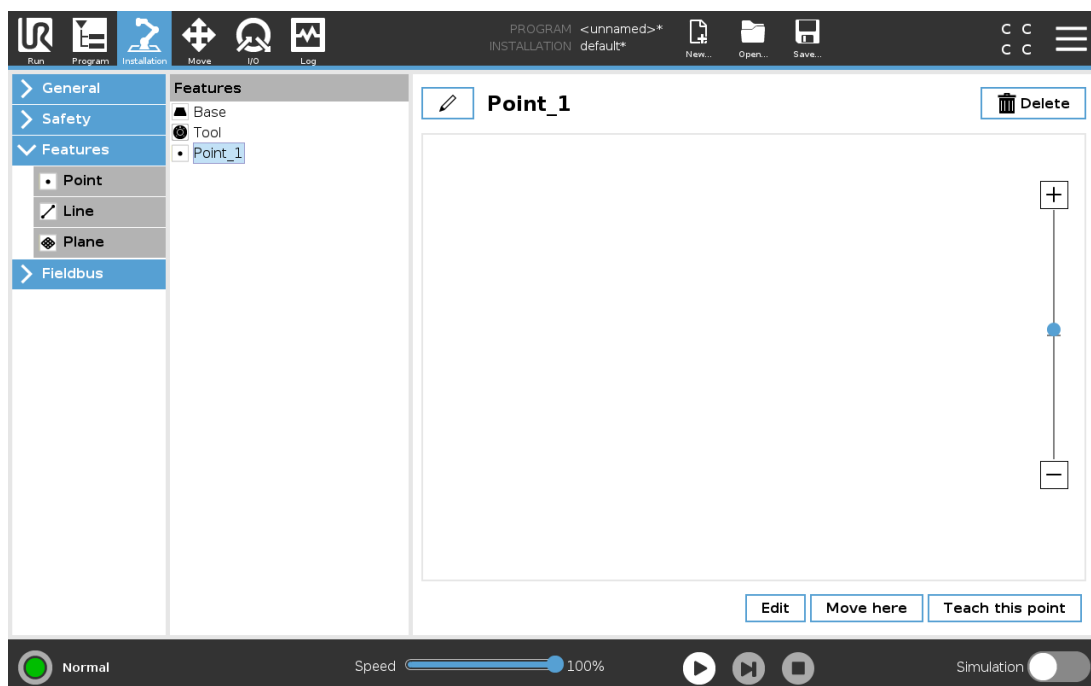 UR
Run
Program
Installation
Move
I/O
Log
PROGRAM <unnamed>*
INSTALLATION default*
New...
Open...
Save...
C C
C C
General
Safety
Features
Point
Line
Plane
Fieldbus
Features
Base
Tool
Point_1
Point_1
Delete
Edit
Move here
Teach this point
Normal
Speed
100%
Simulation